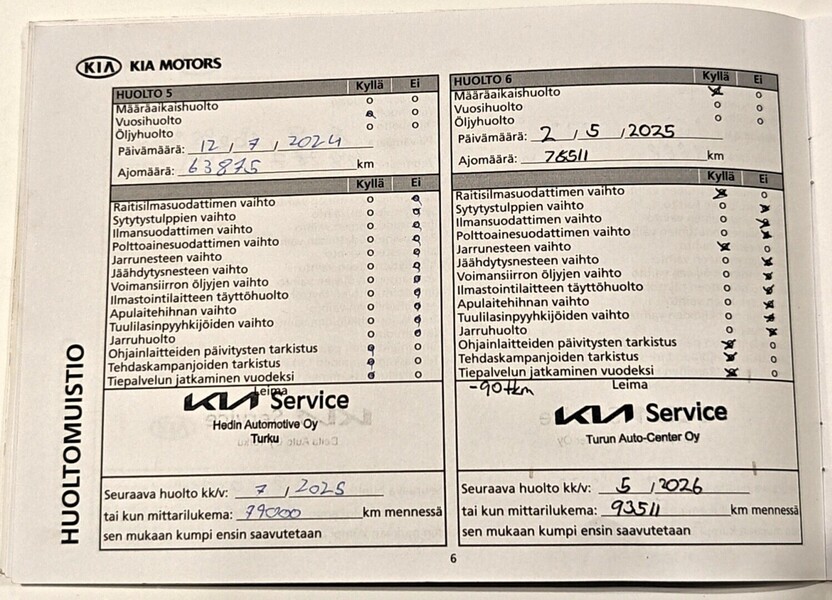 KIA KIA MOTORS
HUOLTO 5 Kyllä Ei
Määräaikaishuolto o o
Vuosihuolto o
Öljyhuolto o o
Päivämäärä: 12 / 7 / 2024
Ajomäärä: 63875 km
Kyllä Ei
Raitisilmasuodattimen vaihto o
Sytytystulppien vaihto o
Ilmansuodattimen vaihto o
Polttoainesuodattimen vaihto o
Jarrunesteen vaihto o
Jäähdytysnesteen vaihto o
Voimansiirron öljyjen vaihto o
Ilmastointilaitteen täyttöhuolto o
Apulaitehihnan vaihto o
Tuulilasinpyyhkijöiden vaihto o
Jarruhuolto o
Ohjainlaitteiden päivitysten tarkistus o
Tehdaskampanjoiden tarkistus o
Tiepalvelun jatkaminen vuodeksi o
Leima
KIA Service
Hedin Automotive Oy
Turku
Seuraava huolto kk/v: 7 / 2025
tai kun mittarilukema: 79000 km mennessä
sen mukaan kumpi ensin saavutetaan
HUOLTO 6 Kyllä Ei
Määräaikaishuolto o
Vuosihuolto o o
Öljyhuolto o o
Päivämäärä: 2 / 5 / 2025
Ajomäärä: 78511 km
Kyllä Ei
Raitisilmasuodattimen vaihto o
Sytytystulppien vaihto o
Ilmansuodattimen vaihto o
Polttoainesuodattimen vaihto o
Jarrunesteen vaihto o
Jäähdytysnesteen vaihto o
Voimansiirron öljyjen vaihto o
Ilmastointilaitteen täyttöhuolto o
Apulaitehihnan vaihto o
Tuulilasinpyyhkijöiden vaihto o
Jarruhuolto o
Ohjainlaitteiden päivitysten tarkistus o
Tehdaskampanjoiden tarkistus o
Tiepalvelun jatkaminen vuodeksi o
Leima
KIA Service
Turun Auto-Center Oy
Seuraava huolto kk/v: 5 / 2026
tai kun mittarilukema: 93511 km mennessä
sen mukaan kumpi ensin saavutetaan
HUOLTOMUISTIO
6